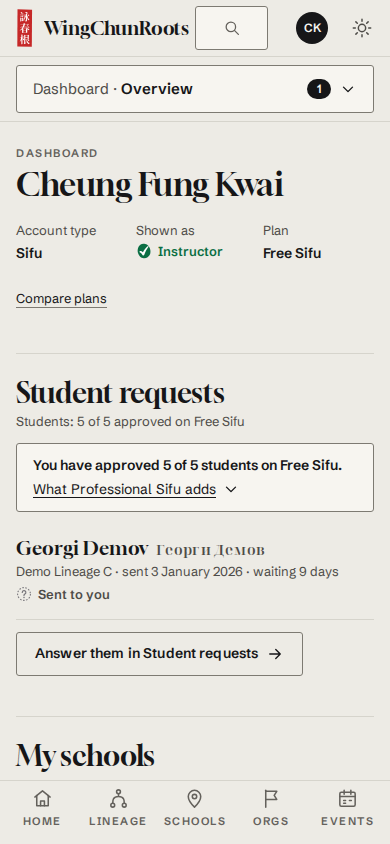 詠春根 WingChunRoots CK
Dashboard · Overview 1
DASHBOARD
Cheung Fung Kwai
Account type Shown as Plan
Sifu Instructor Free Sifu
Compare plans
Student requests
Students: 5 of 5 approved on Free Sifu
You have approved 5 of 5 students on Free Sifu.
What Professional Sifu adds
Georgi Demov Георги Демов
Demo Lineage C · sent 3 January 2026 · waiting 9 days
Sent to you
Answer them in Student requests
My schools
HOME LINEAGE SCHOOLS ORGS EVENTS